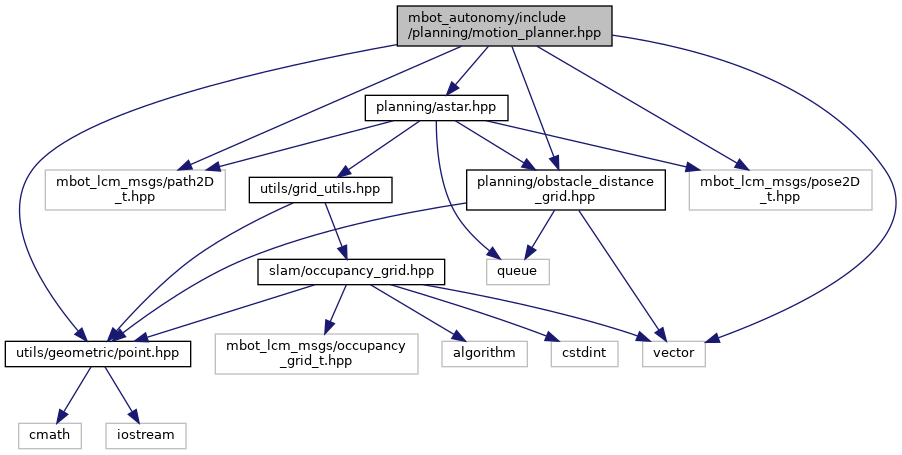 mbot_autonomy/include
/planning/motion_planner.hpp
planning/astar.hpp
mbot_lcm_msgs/path2D
_t.hpp
utils/grid_utils.hpp
planning/obstacle_distance
_grid.hpp
mbot_lcm_msgs/pose2D
_t.hpp
slam/occupancy_grid.hpp
queue
utils/geometric/point.hpp
mbot_lcm_msgs/occupancy
_grid_t.hpp
algorithm
cstdint
vector
cmath
iostream